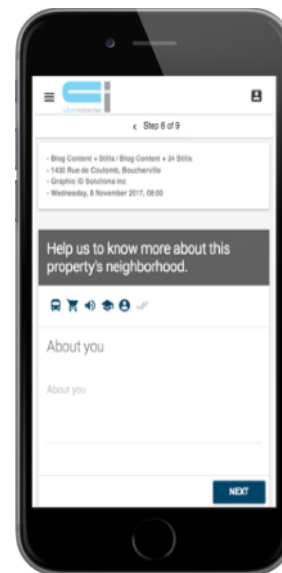 Step 6 of 9
- Blog Content + Stills / Blog Content + 24 Stills
- 1430 Rue de Coulomb, Boucherville
- Graphic ID Solutions Inc
- Wednesday, 8 November 2017, 08:00
Help us to know more about this
property's neighborhood.
About you
About you
NEXT